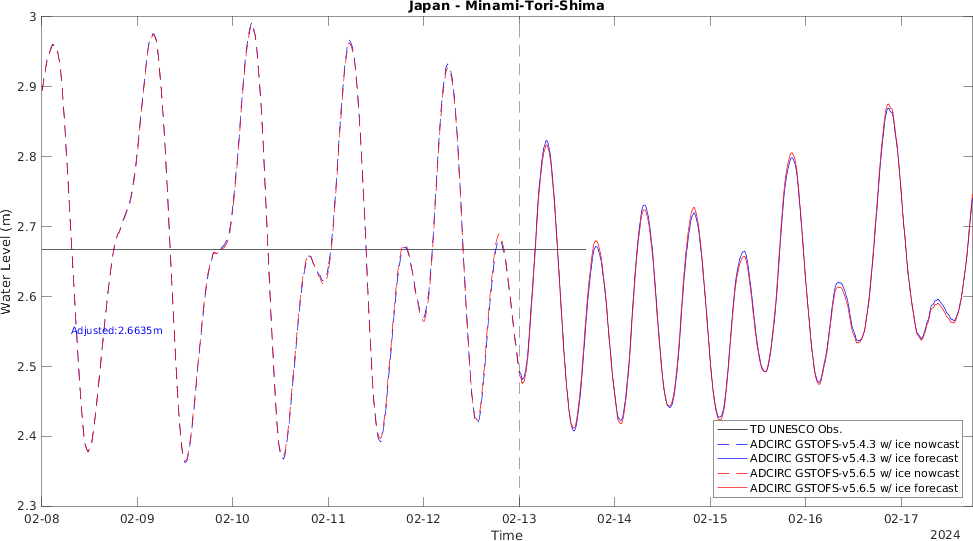 Japan - Minami-Tori-Shima
3
2.9
2.8
2.7
2.6
2.5
2.4
2.3
Water Level (m)
Adjusted:2.6635m
TD UNESCO Obs.
ADCIRC GSTOFS-v5.4.3 w/ ice nowcast
ADCIRC GSTOFS-v5.4.3 w/ ice forecast
ADCIRC GSTOFS-v5.6.5 w/ ice nowcast
ADCIRC GSTOFS-v5.6.5 w/ ice forecast
02-08 02-09 02-10 02-11 02-12 02-13 02-14 02-15 02-16 02-17
Time
2024